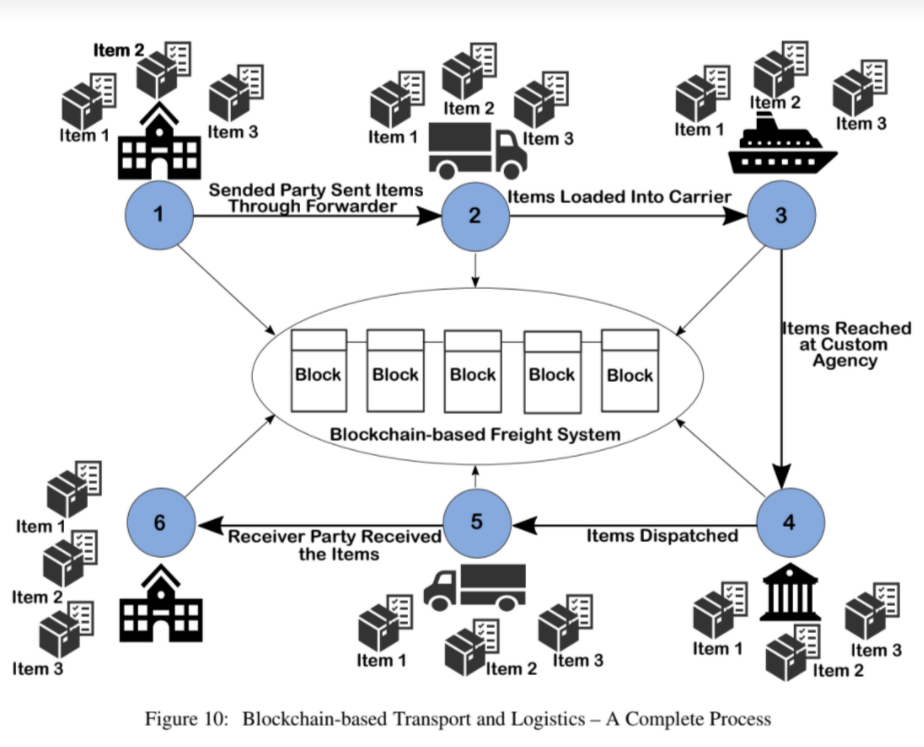 Item 2
Item 1
Item 3
Item 2
Item 1
Item 3
Item 2
Item 1
Item 3
1
Sended Party Sent Items
Through Forwarder
2
Items Loaded Into Carrier
3
Items Reached
at Custom
Agency
Block
Block
Block
Block
Block
Blockchain-based Freight System
Item 1
Item 2
Item 3
6
Receiver Party Received
the Items
5
Items Dispatched
4
Item 1
Item 2
Item 3
Item 1
Item 2
Item 3
Figure 10: Blockchain-based Transport and Logistics – A Complete Process